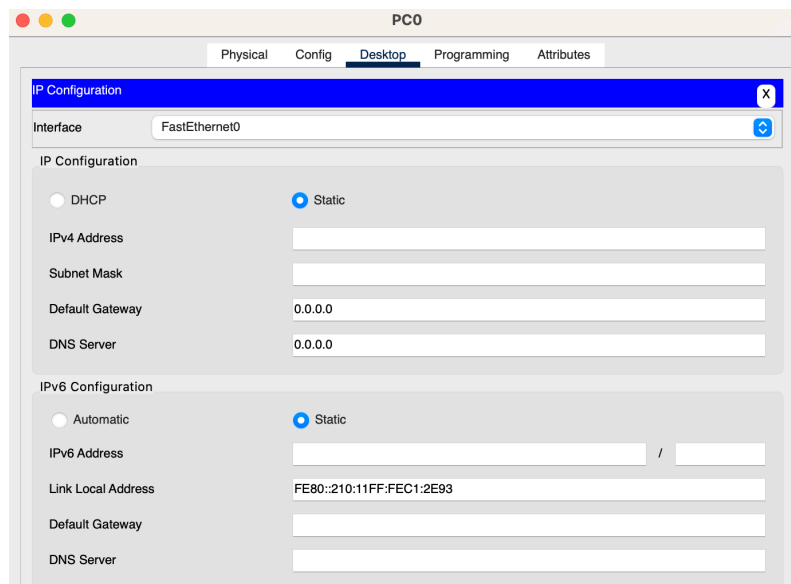 PC0
Physical Config Desktop Programming Attributes
IP Configuration X
Interface FastEthernet0
IP Configuration
DHCP Static
IPv4 Address
Subnet Mask
Default Gateway 0.0.0.0
DNS Server 0.0.0.0
IPv6 Configuration
Automatic Static
IPv6 Address /
Link Local Address FE80::210:11FF:FEC1:2E93
Default Gateway
DNS Server